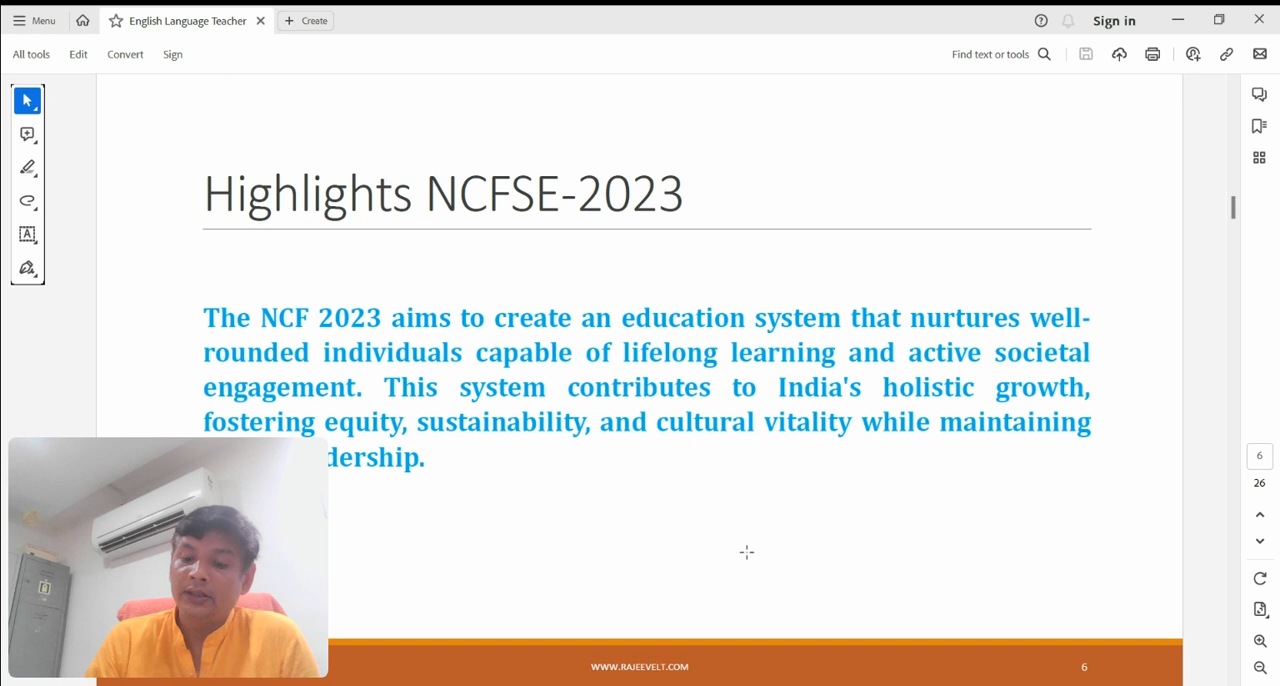 Menu
English Language Teacher
Create
Sign in
All tools
Edit
Convert
Sign
Find text or tools
Highlights NCFSE-2023
The NCF 2023 aims to create an education system that nurtures well-
rounded individuals capable of lifelong learning and active societal
engagement. This system contributes to India's holistic growth,
fostering equity, sustainability, and cultural vitality while maintaining
dership.
6
26
WWW.RAJEEVELT.COM
6